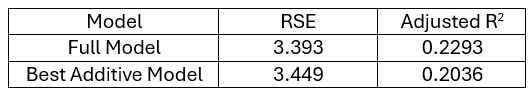 Model RSE Adjusted R²
Full Model 3.393 0.2293
Best Additive Model 3.449 0.2036